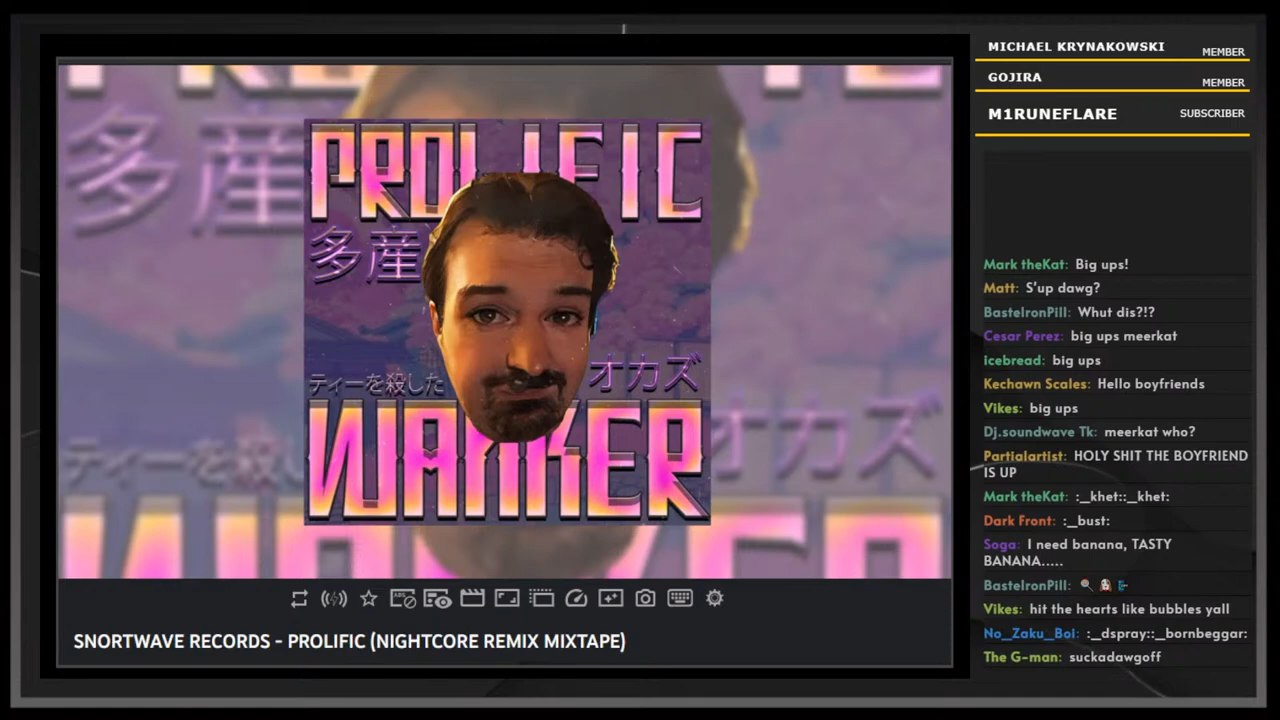 PROLIFIC
多産
ティーを殺した
オカズ
WANKER
SNORTWAVE RECORDS - PROLIFIC (NIGHTCORE REMIX MIXTAPE)
MICHAEL KRYNAKOWSKI MEMBER
GOJIRA MEMBER
M1RUNEFLARE SUBSCRIBER
Mark theKat: Big ups!
Matt: S'up dawg?
BasteIronPill: Whut dis?!?
Cesar Perez: big ups meerkat
icebread: big ups
Kechawn Scales: Hello boyfriends
Vikes: big ups
Dj.soundwave Tk: meerkat who?
Partialartist: HOLY SHIT THE BOYFRIEND
IS UP
Mark theKat: :_khet::_khet:
Dark Front: :_bust:
Soga: I need banana, TASTY
BANANA.....
BasteIronPill:
Vikes: hit the hearts like bubbles yall
No_Zaku_Boi: :_dspray::_bornbeggar:
The G-man: suckadawgoff